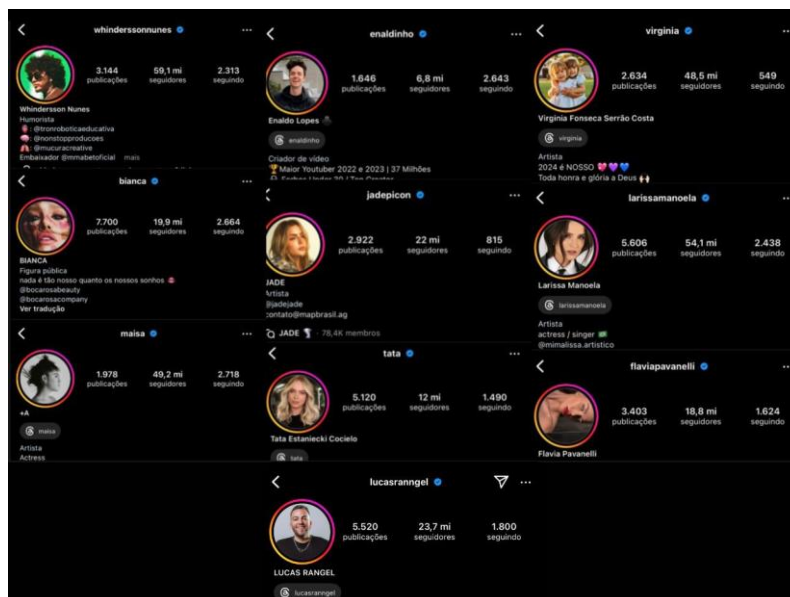 whinderssonnunes
3.144 59,1 mi 2.313
publicações seguidores seguindo
Whindersson Nunes
Humorista
: @tronroboticaeducativa
: @nonstopproducoes
: @mucuracreative
Embaixador @mmabetoficial mais
enaldinho
1.646 6,8 mi 2.643
publicações seguidores seguindo
Enaldo Lopes
enaldinho
Criador de vídeo
🏆Maior Youtuber 2022 e 2023 | 37 Milhões
Forbes Under 30 / Top Creator
virginia
2.634 48,5 mi 549
publicações seguidores seguindo
Virginia Fonseca Serrão Costa
virginia
Artista
2024 é NOSSO 💖💜💙
Toda honra e glória a Deus 🙌🏻
bianca
7.700 19,9 mi 2.664
publicações seguidores seguindo
BIANCA
Figura pública
nada é tão nosso quanto os nossos sonhos
@bocarosabeauty
@bocarosacompany
Ver tradução
jadepicon
2.922 22 mi 815
publicações seguidores seguindo
JADE
Artista
@jadejade
contato@mapbrasil.ag
JADE · 78,4K membros
larissamanoela
5.606 54,1 mi 2.438
publicações seguidores seguindo
Larissa Manoela
larissamanoela
Artista
actress / singer
@mimalissa.artistico
maisa
1.978 49,2 mi 2.718
publicações seguidores seguindo
+A
maisa
Artista
Actress
tata
5.120 12 mi 1.490
publicações seguidores seguindo
Tata Estaniecki Cocielo
tata
flaviapavanelli
3.403 18,8 mi 1.624
publicações seguidores seguindo
Flavia Pavanelli
lucasranngel
5.520 23,7 mi 1.800
publicações seguidores seguindo
LUCAS RANGEL
lucasranngel